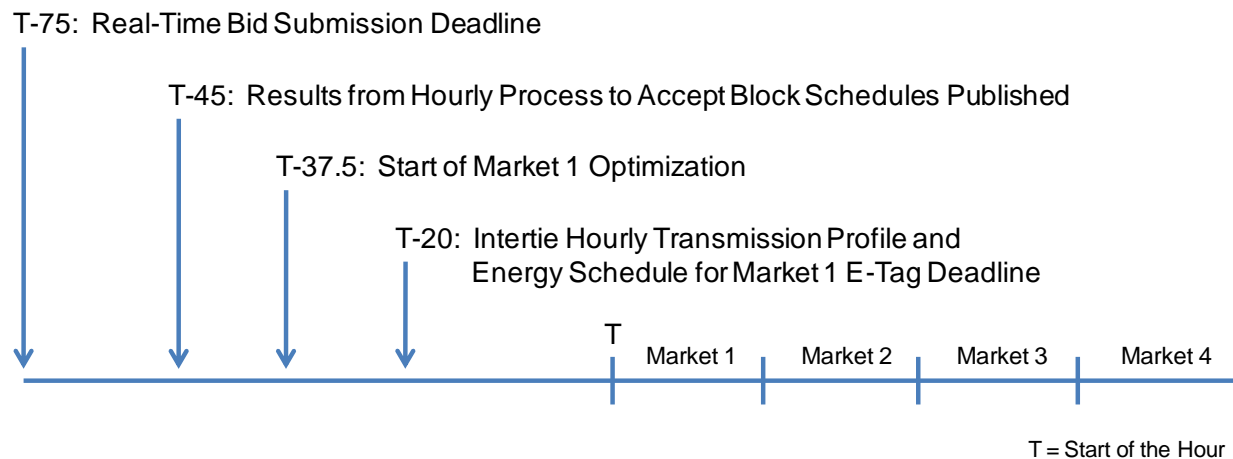 T-75: Real-Time Bid Submission Deadline
T-45: Results from Hourly Process to Accept Block Schedules Published
T-37.5: Start of Market 1 Optimization
T-20: Intertie Hourly Transmission Profile and
Energy Schedule for Market 1 E-Tag Deadline
T
Market 1 Market 2 Market 3 Market 4
T = Start of the Hour